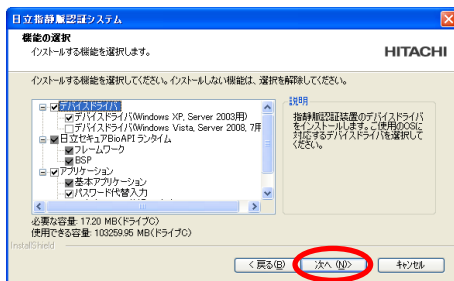 日立指静脈認証システム
機能の選択
インストールする機能を選択します。
HITACHI
インストールする機能を選択してください。インストールしない機能は、選択を解除してください。
デバイスドライバ
デバイスドライバ(Windows XP, Server 2003用)
デバイスドライバ(Windows Vista, Server 2008, 7用
日立セキュアBioAPI ランタイム
フレームワーク
BSP
アプリケーション
基本アプリケーション
パスワード代替入力
説明
指静脈認証装置のデバイスドライバ
をインストールします。ご使用のOSに
対応するデバイスドライバを選択して
ください。
必要な容量: 17.20 MB(ドライブC)
使用できる容量: 103259.95 MB(ドライブC)
InstallShield
< 戻る(B)
次へ (N)>
キャンセル